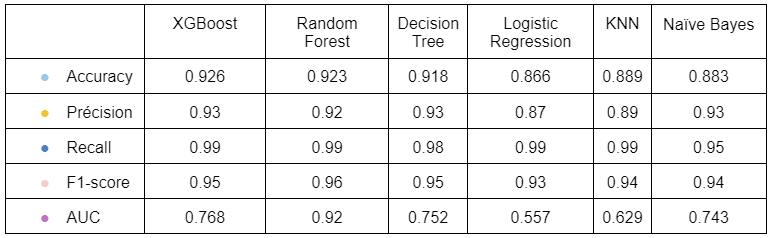 XGBoost Random Forest Decision Tree Logistic Regression KNN Naïve Bayes
Accuracy 0.926 0.923 0.918 0.866 0.889 0.883
Précision 0.93 0.92 0.93 0.87 0.89 0.93
Recall 0.99 0.99 0.98 0.99 0.99 0.95
F1-score 0.95 0.96 0.95 0.93 0.94 0.94
AUC 0.768 0.92 0.752 0.557 0.629 0.743